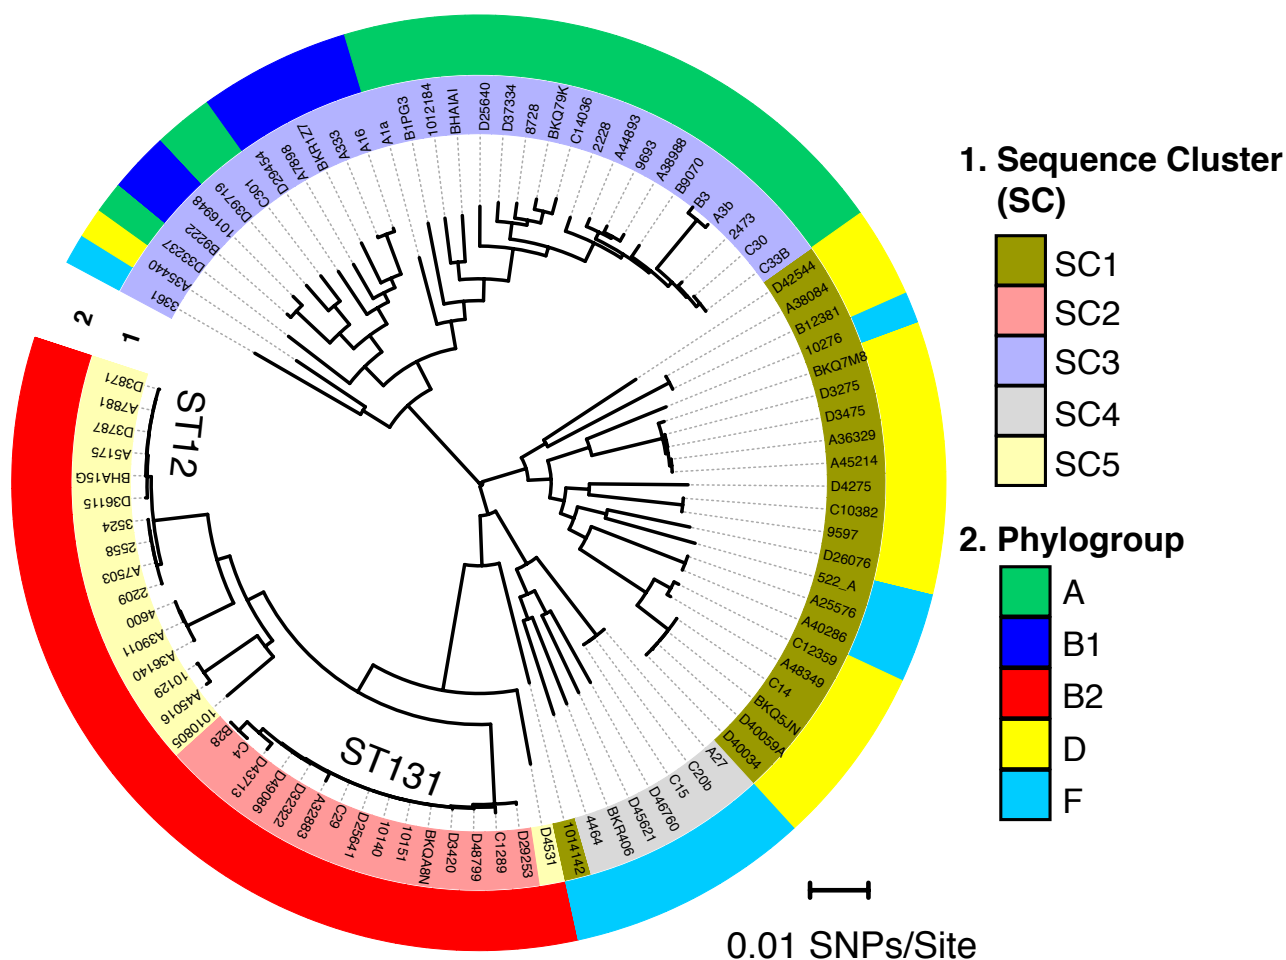 3361
A35440
D33237
B9222
1016948
D39719
C301
D29454
A7898
BKR1Z7
A333
A16
A1a
B1PG3
1012184
BHAIAI
D25640
D37334
8728
BKQ79K
C14036
2228
A44893
9693
A38988
B9070
B3
A3b
2473
C30
C33B
D42544
A38084
B12381
10276
BKQ7M8
D3275
D3475
A36329
A45214
D4275
C10382
9597
D26076
522_A
A25576
A40286
C12359
A48349
C14
BKQ5JN
D40059A
D40034
A27
C20b
C15
D46760
D45621
BKR406
4464
1014142
D4531
D29253
C1289
D48799
D3420
BKQA8N
10151
10140
D25641
C29
A32883
D32322
D49086
D43713
C4
B28
1010805
A45016
10129
A36140
A39011
4600
2209
A7503
2558
3524
D36115
BHA15G
A5175
D3787
A7881
D3871
2
1
ST12
ST131
0.01 SNPs/Site
1. Sequence Cluster
(SC)
SC1
SC2
SC3
SC4
SC5
2. Phylogroup
A
B1
B2
D
F